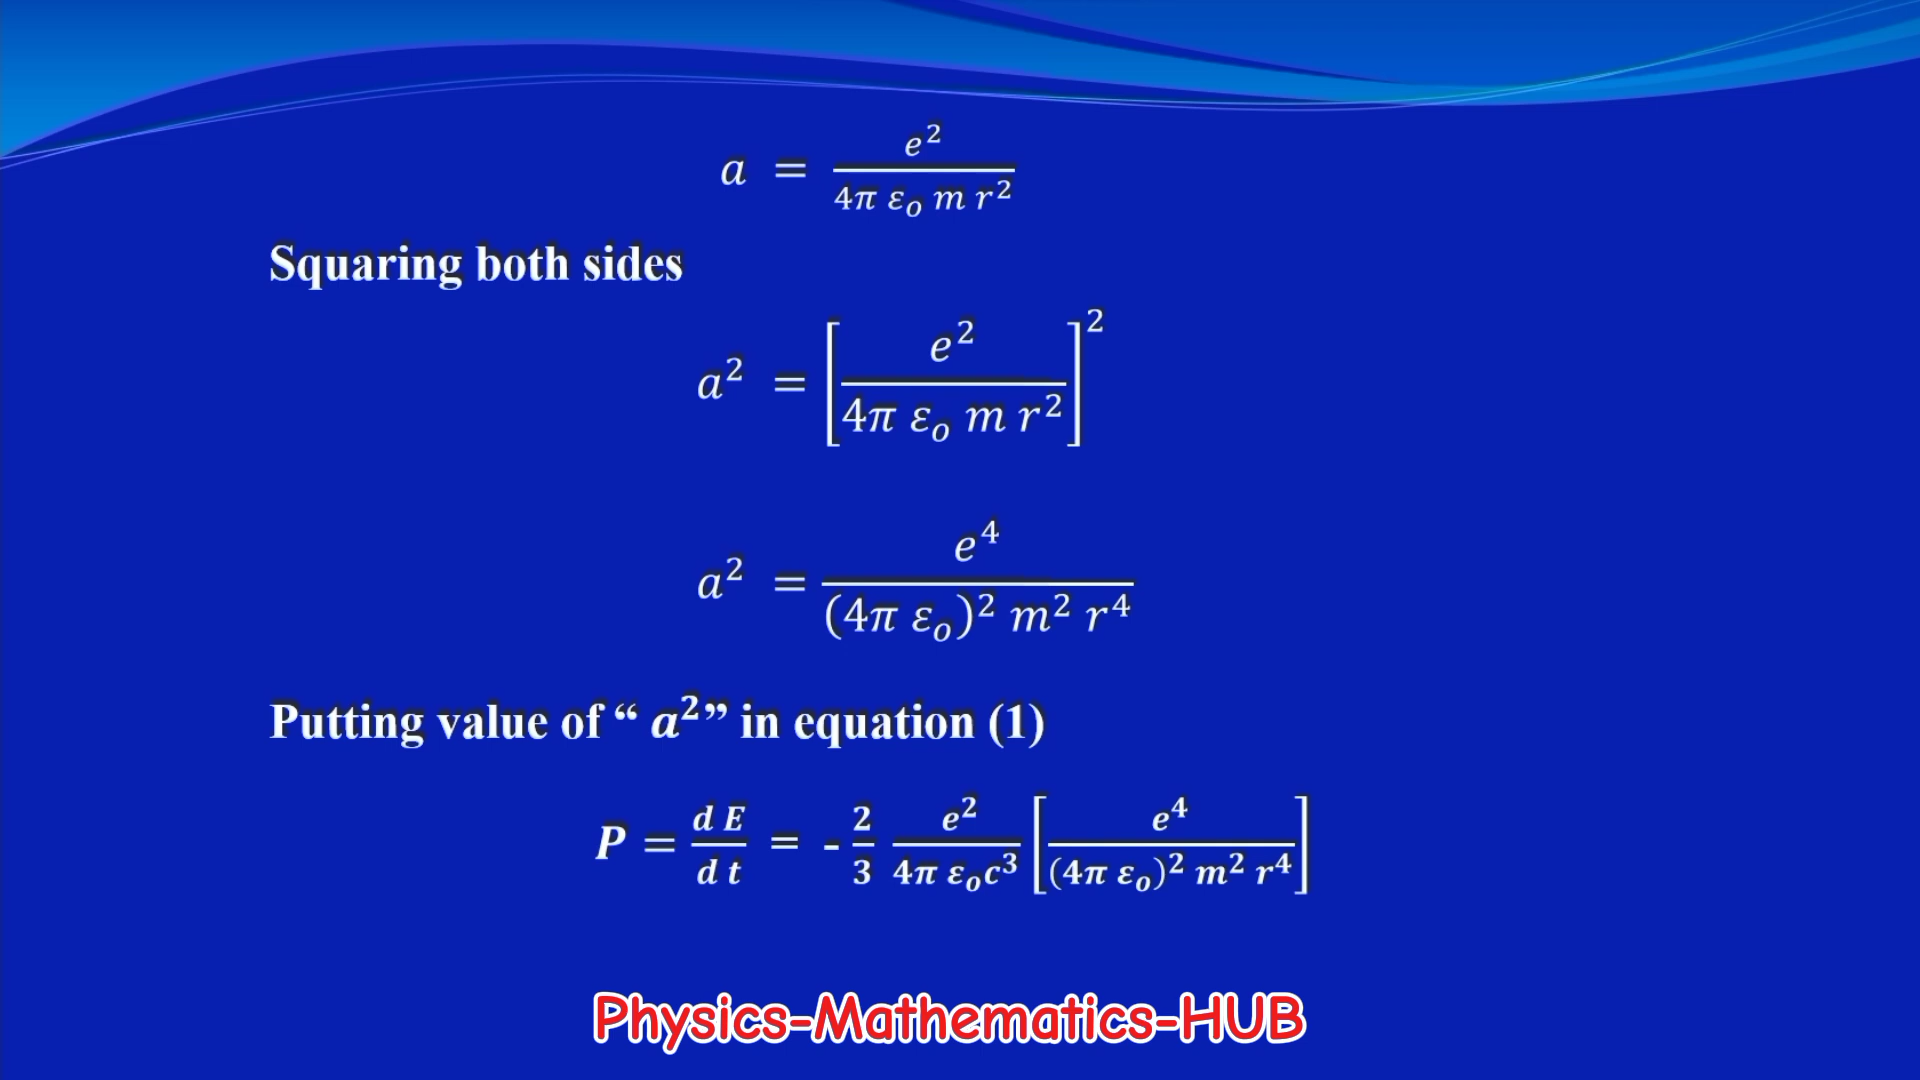 a = e² / 4π ε₀ m r²
Squaring both sides
a² = [e² / 4π ε₀ m r²]²
a² = e⁴ / (4π ε₀)² m² r⁴
Putting value of “ a²” in equation (1)
P = d E / d t = - 2/3 e² / 4π ε₀c³ [e⁴ / (4π ε₀)² m² r⁴]
Physics-Mathematics-HUB